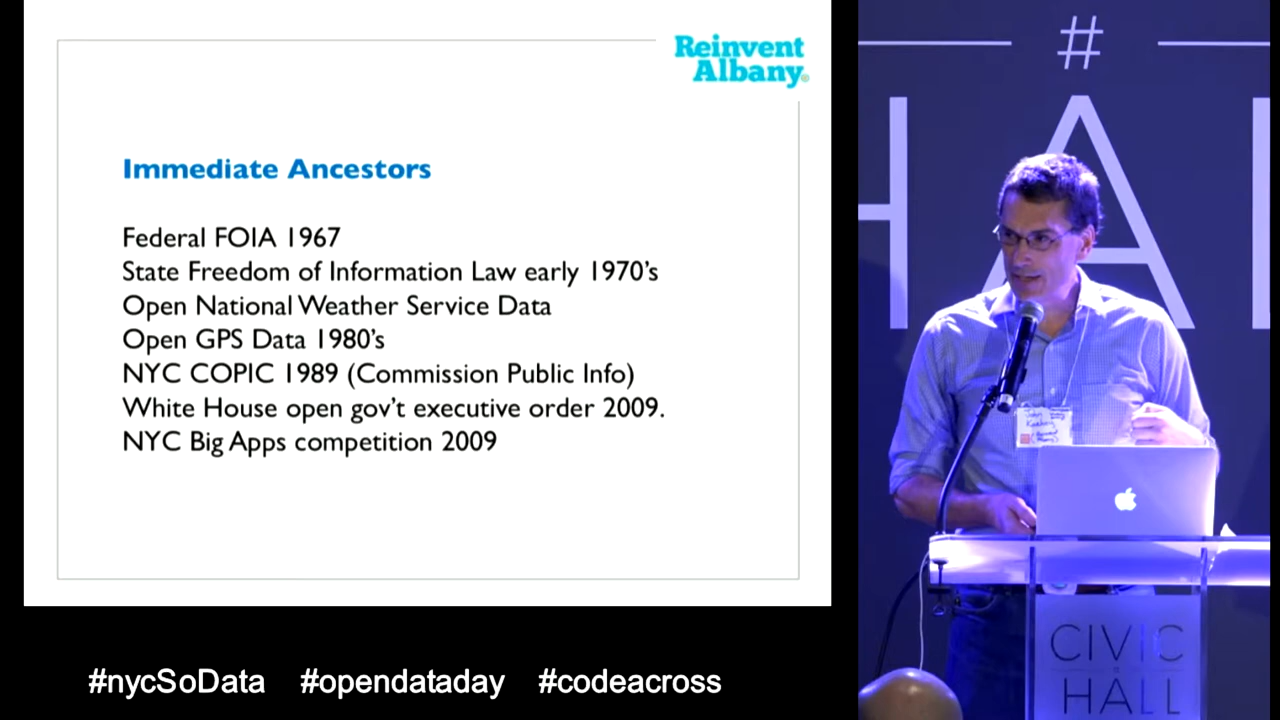 Reinvent
Albany
Immediate Ancestors
Federal FOIA 1967
State Freedom of Information Law early 1970's
Open National Weather Service Data
Open GPS Data 1980's
NYC COPIC 1989 (Commission Public Info)
White House open gov't executive order 2009.
NYC Big Apps competition 2009
#nycSoData #opendataday #codeacross
#
HA
CIVIC
HALL